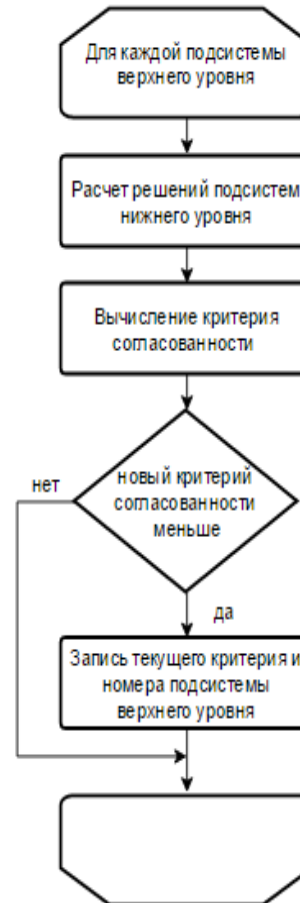 Для каждой подсистемы
верхнего уровня
Расчет решений подсистем
нижнего уровня
Вычисление критерия
согласованности
новый критерий
согласованности
меньше
нет
да
Запись текущего критерия и
номера подсистемы
верхнего уровня